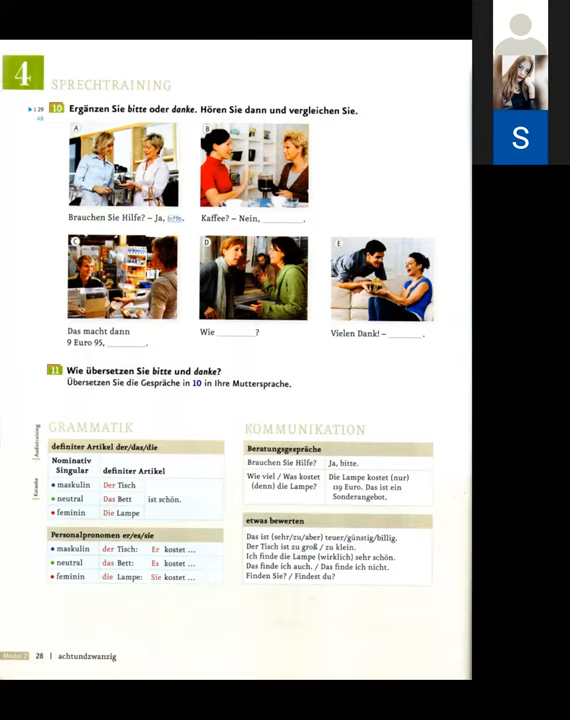 4 SPRECHTRAINING
▶1 29 10 Ergänzen Sie bitte oder danke. Hören Sie dann und vergleichen Sie.
AB
A
B
Brauchen Sie Hilfe? – Ja, bitte.
Kaffee? – Nein, ________.
C
D
E
Das macht dann
9 Euro 95, ________.
Wie ________?
Vielen Dank! – ________.
11 Wie übersetzen Sie bitte und danke?
Übersetzen Sie die Gespräche in 10 in Ihre Muttersprache.
Audiotraining
Karaoke
GRAMMATIK
definiter Artikel der/das/die
Nominativ
Singular definiter Artikel
• maskulin Der Tisch
• neutral Das Bett ist schön.
• feminin Die Lampe
Personalpronomen er/es/sie
• maskulin der Tisch: Er kostet ...
• neutral das Bett: Es kostet ...
• feminin die Lampe: Sie kostet ...
KOMMUNIKATION
Beratungsgespräche
Brauchen Sie Hilfe? Ja, bitte.
Wie viel / Was kostet Die Lampe kostet (nur)
(denn) die Lampe? 119 Euro. Das ist ein
Sonderangebot.
etwas bewerten
Das ist (sehr/zu/aber) teuer/günstig/billig.
Der Tisch ist zu groß / zu klein.
Ich finde die Lampe (wirklich) sehr schön.
Das finde ich auch. / Das finde ich nicht.
Finden Sie? / Findest du?
Modul 2 28 | achtundzwanzig
S